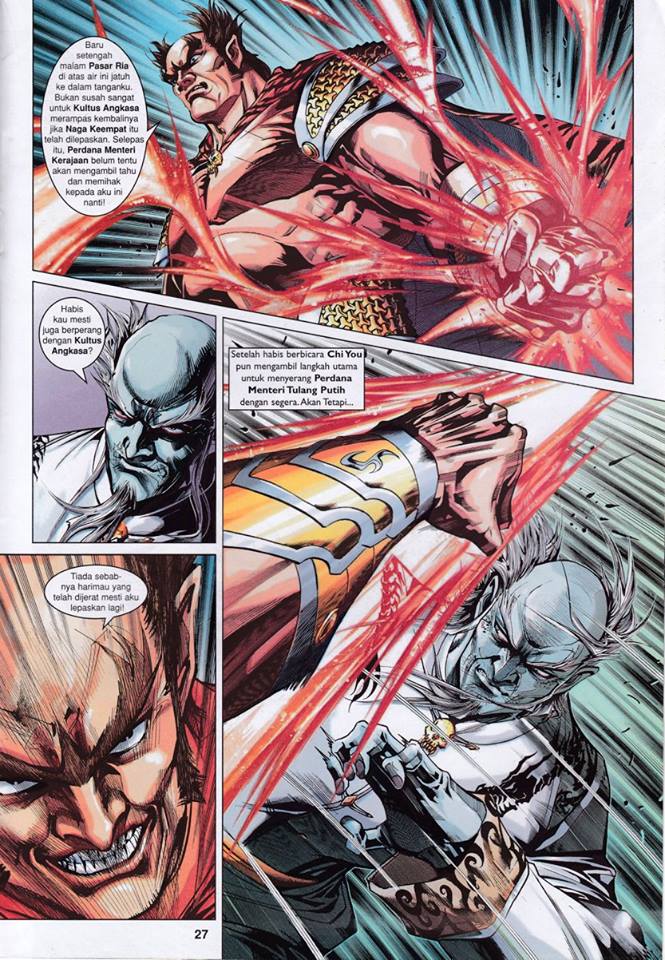 Baru
setengah
malam Pasar Ria
di atas air ini jatuh
ke dalam tanganku.
Bukan susah sangat
untuk Kultus Angkasa
merampas kembalinya
jika Naga Keempat itu
telah dilepaskan. Selepas
itu, Perdana Menteri
Kerajaan belum tentu
akan mengambil tahu
dan memihak
kepada aku ini
nanti!
Habis
kau mesti
juga berperang
dengan Kultus
Angkasa?
Setelah habis berbicara Chi You
pun mengambil langkah utama
untuk menyerang Perdana
Menteri Tulang Putih
dengan segera. Akan Tetapi...
Tiada sebab-
nya harimau yang
telah dijerat mesti aku
lepaskan lagi!
27